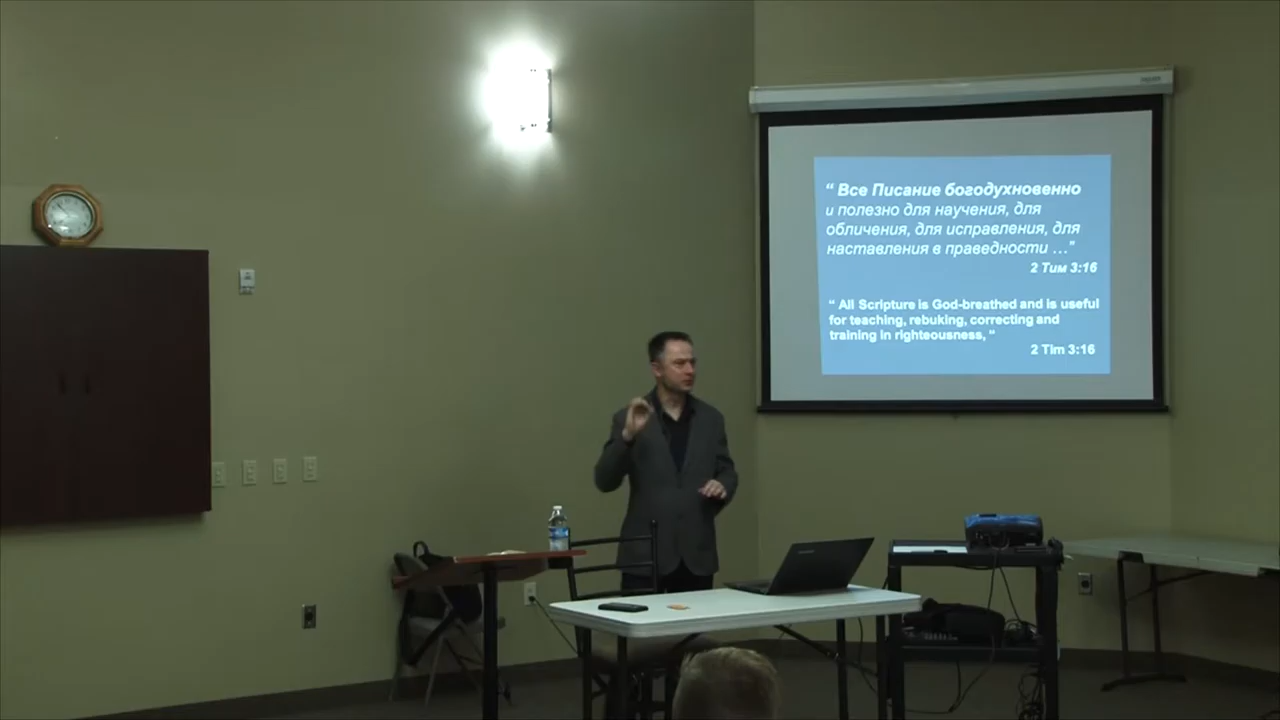 “ Все Писание богодухновенно
и полезно для научения, для
обличения, для исправления, для
наставления в праведности …”
2 Тим 3:16
“ All Scripture is God-breathed and is useful
for teaching, rebuking, correcting and
training in righteousness, “
2 Tim 3:16